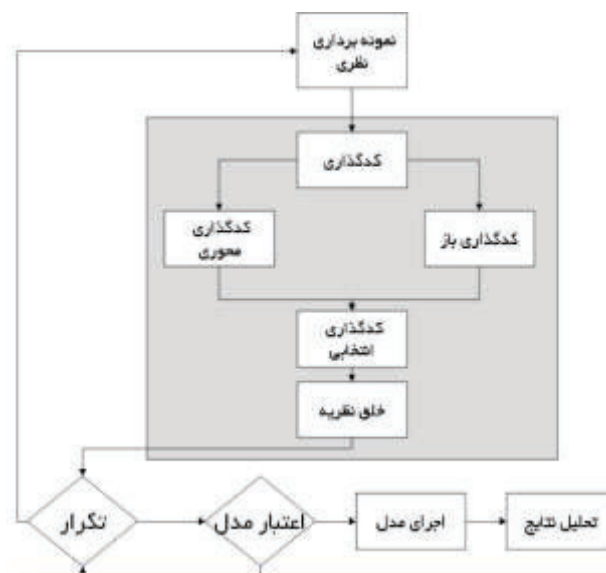 نمونه برداری
نظری
کدگذاری
کدگذاری باز
کدگذاری
محوری
کدگذاری
انتخابی
خلق نظریه
تکرار
اعتبار مدل
اجرای مدل
تحلیل نتایج